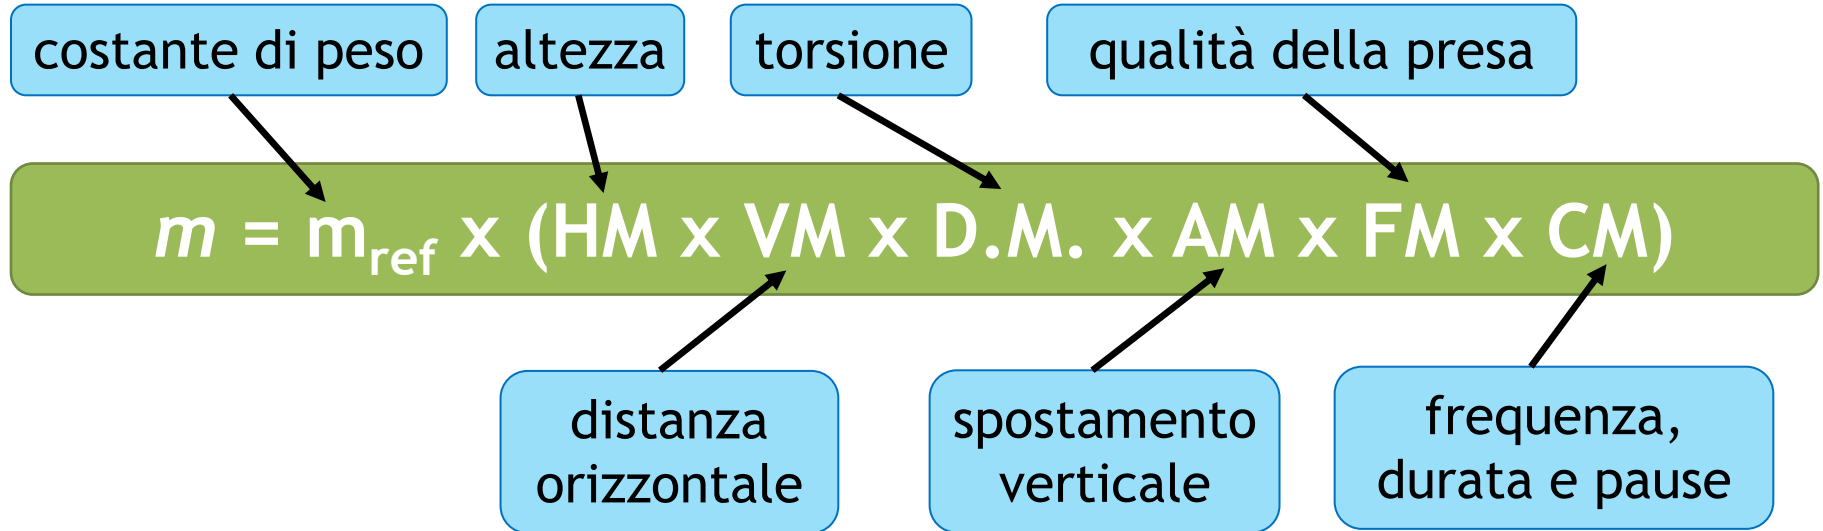 costante di peso
altezza
torsione
qualità della presa
m = mref x (HM x VM x D.M. x AM x FM x CM)
distanza
orizzontale
spostamento
verticale
frequenza,
durata e pause